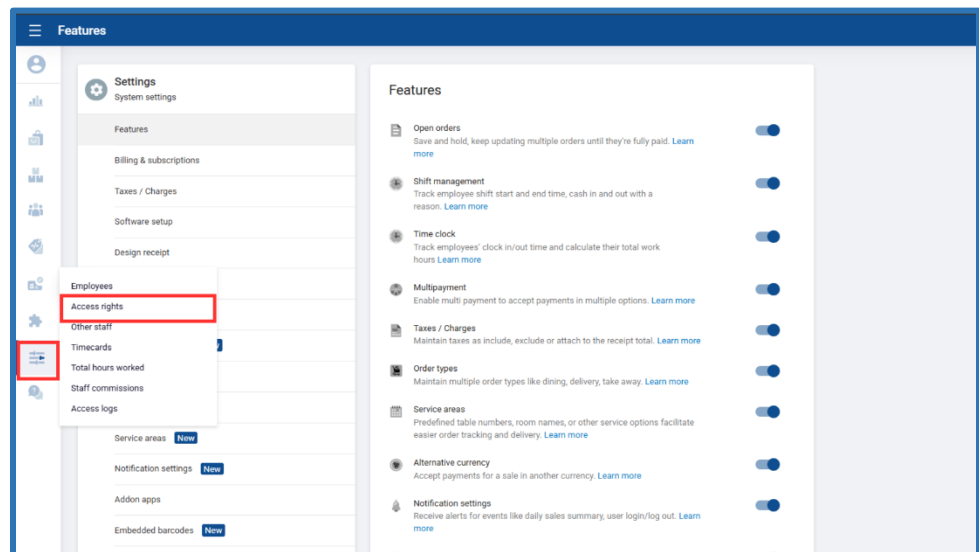 Features
Settings
System settings
Features
Billing & subscriptions
Taxes / Charges
Software setup
Design receipt
Employees
Access rights
Other staff
Timecards
Total hours worked
Staff commissions
Access logs
Service areas New
Notification settings New
Addon apps
Embedded barcodes New
Features
Open orders
Save and hold, keep updating multiple orders until they're fully paid. Learn
more
Shift management
Track employee shift start and end time, cash in and out with a
reason. Learn more
Time clock
Track employees' clock in/out time and calculate their total work
hours Learn more
Multipayment
Enable multi payment to accept payments in multiple options. Learn more
Taxes / Charges
Maintain taxes as include, exclude or attach to the receipt total. Learn more
Order types
Maintain multiple order types like dining, delivery, take away. Learn more
Service areas
Predefined table numbers, room names, or other service options facilitate
easier order tracking and delivery. Learn more
Alternative currency
Accept payments for a sale in another currency. Learn more
Notification settings
Receive alerts for events like daily sales summary, user login/log out. Learn
more